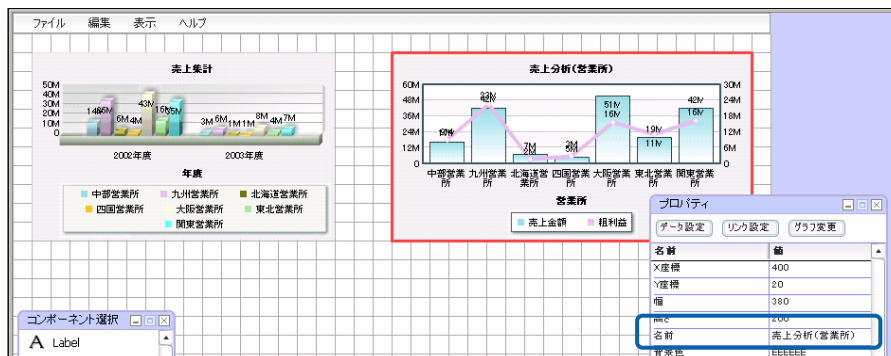 ファイル 編集 表示 ヘルプ
売上集計
50M
40M
30M
20M
10M
0
6M 4M 43M 16M 3M 6M 1M 1M 8M 4M 7M
2002年度 2003年度
年度
中部営業所 九州営業所 北海道営業所
四国営業所 大阪営業所 東北営業所
関東営業所
売上分析(営業所)
60M 30M
48M 24M
36M 18M
24M 12M
12M 6M
0 0
42M 7M 2M 51M 16M 19M 11M 42M 16M
中部営業所 九州営業所 北海道営業所 四国営業所 大阪営業所 東北営業所 関東営業所
営業所
売上金額 粗利益
プロパティ
データ設定 リンク設定 グラフ変更
名前 値
X座標 400
Y座標 20
幅 380
高さ 200
名前 売上分析(営業所)
背景色 EEEEEE
コンポーネント選択
A Label